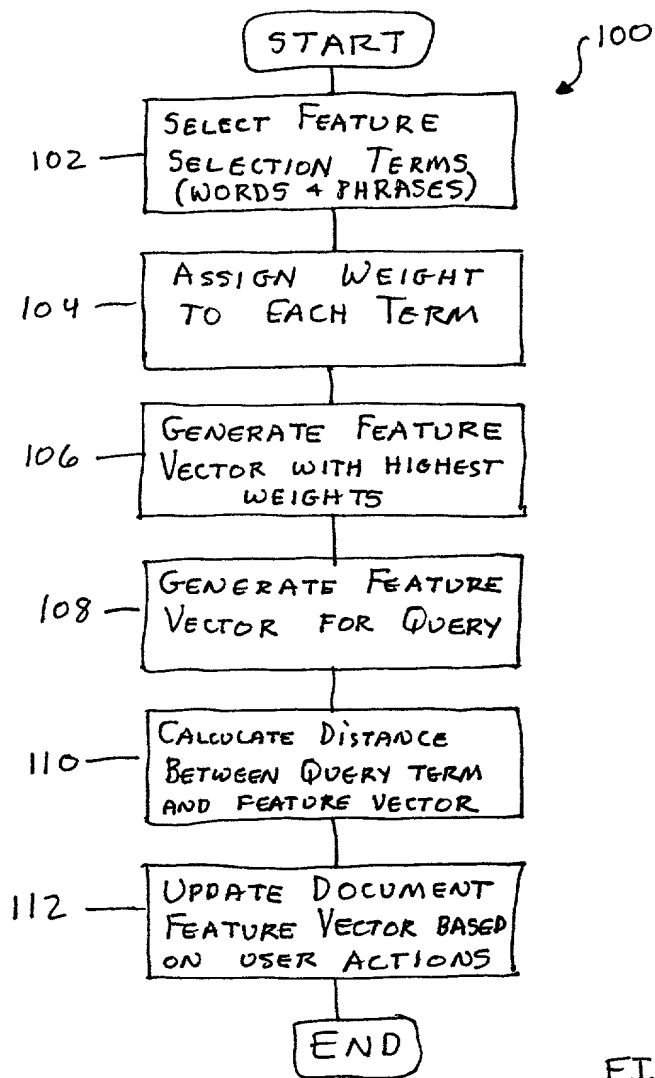 START
100
102
SELECT FEATURE
SELECTION TERMS
(WORDS & PHRASES)
104
ASSIGN WEIGHT
TO EACH TERM
106
GENERATE FEATURE
VECTOR WITH HIGHEST
WEIGHTS
108
GENERATE FEATURE
VECTOR FOR QUERY
110
CALCULATE DISTANCE
BETWEEN QUERY TERM
AND FEATURE VECTOR
112
UPDATE DOCUMENT
FEATURE VECTOR BASED
ON USER ACTIONS
END